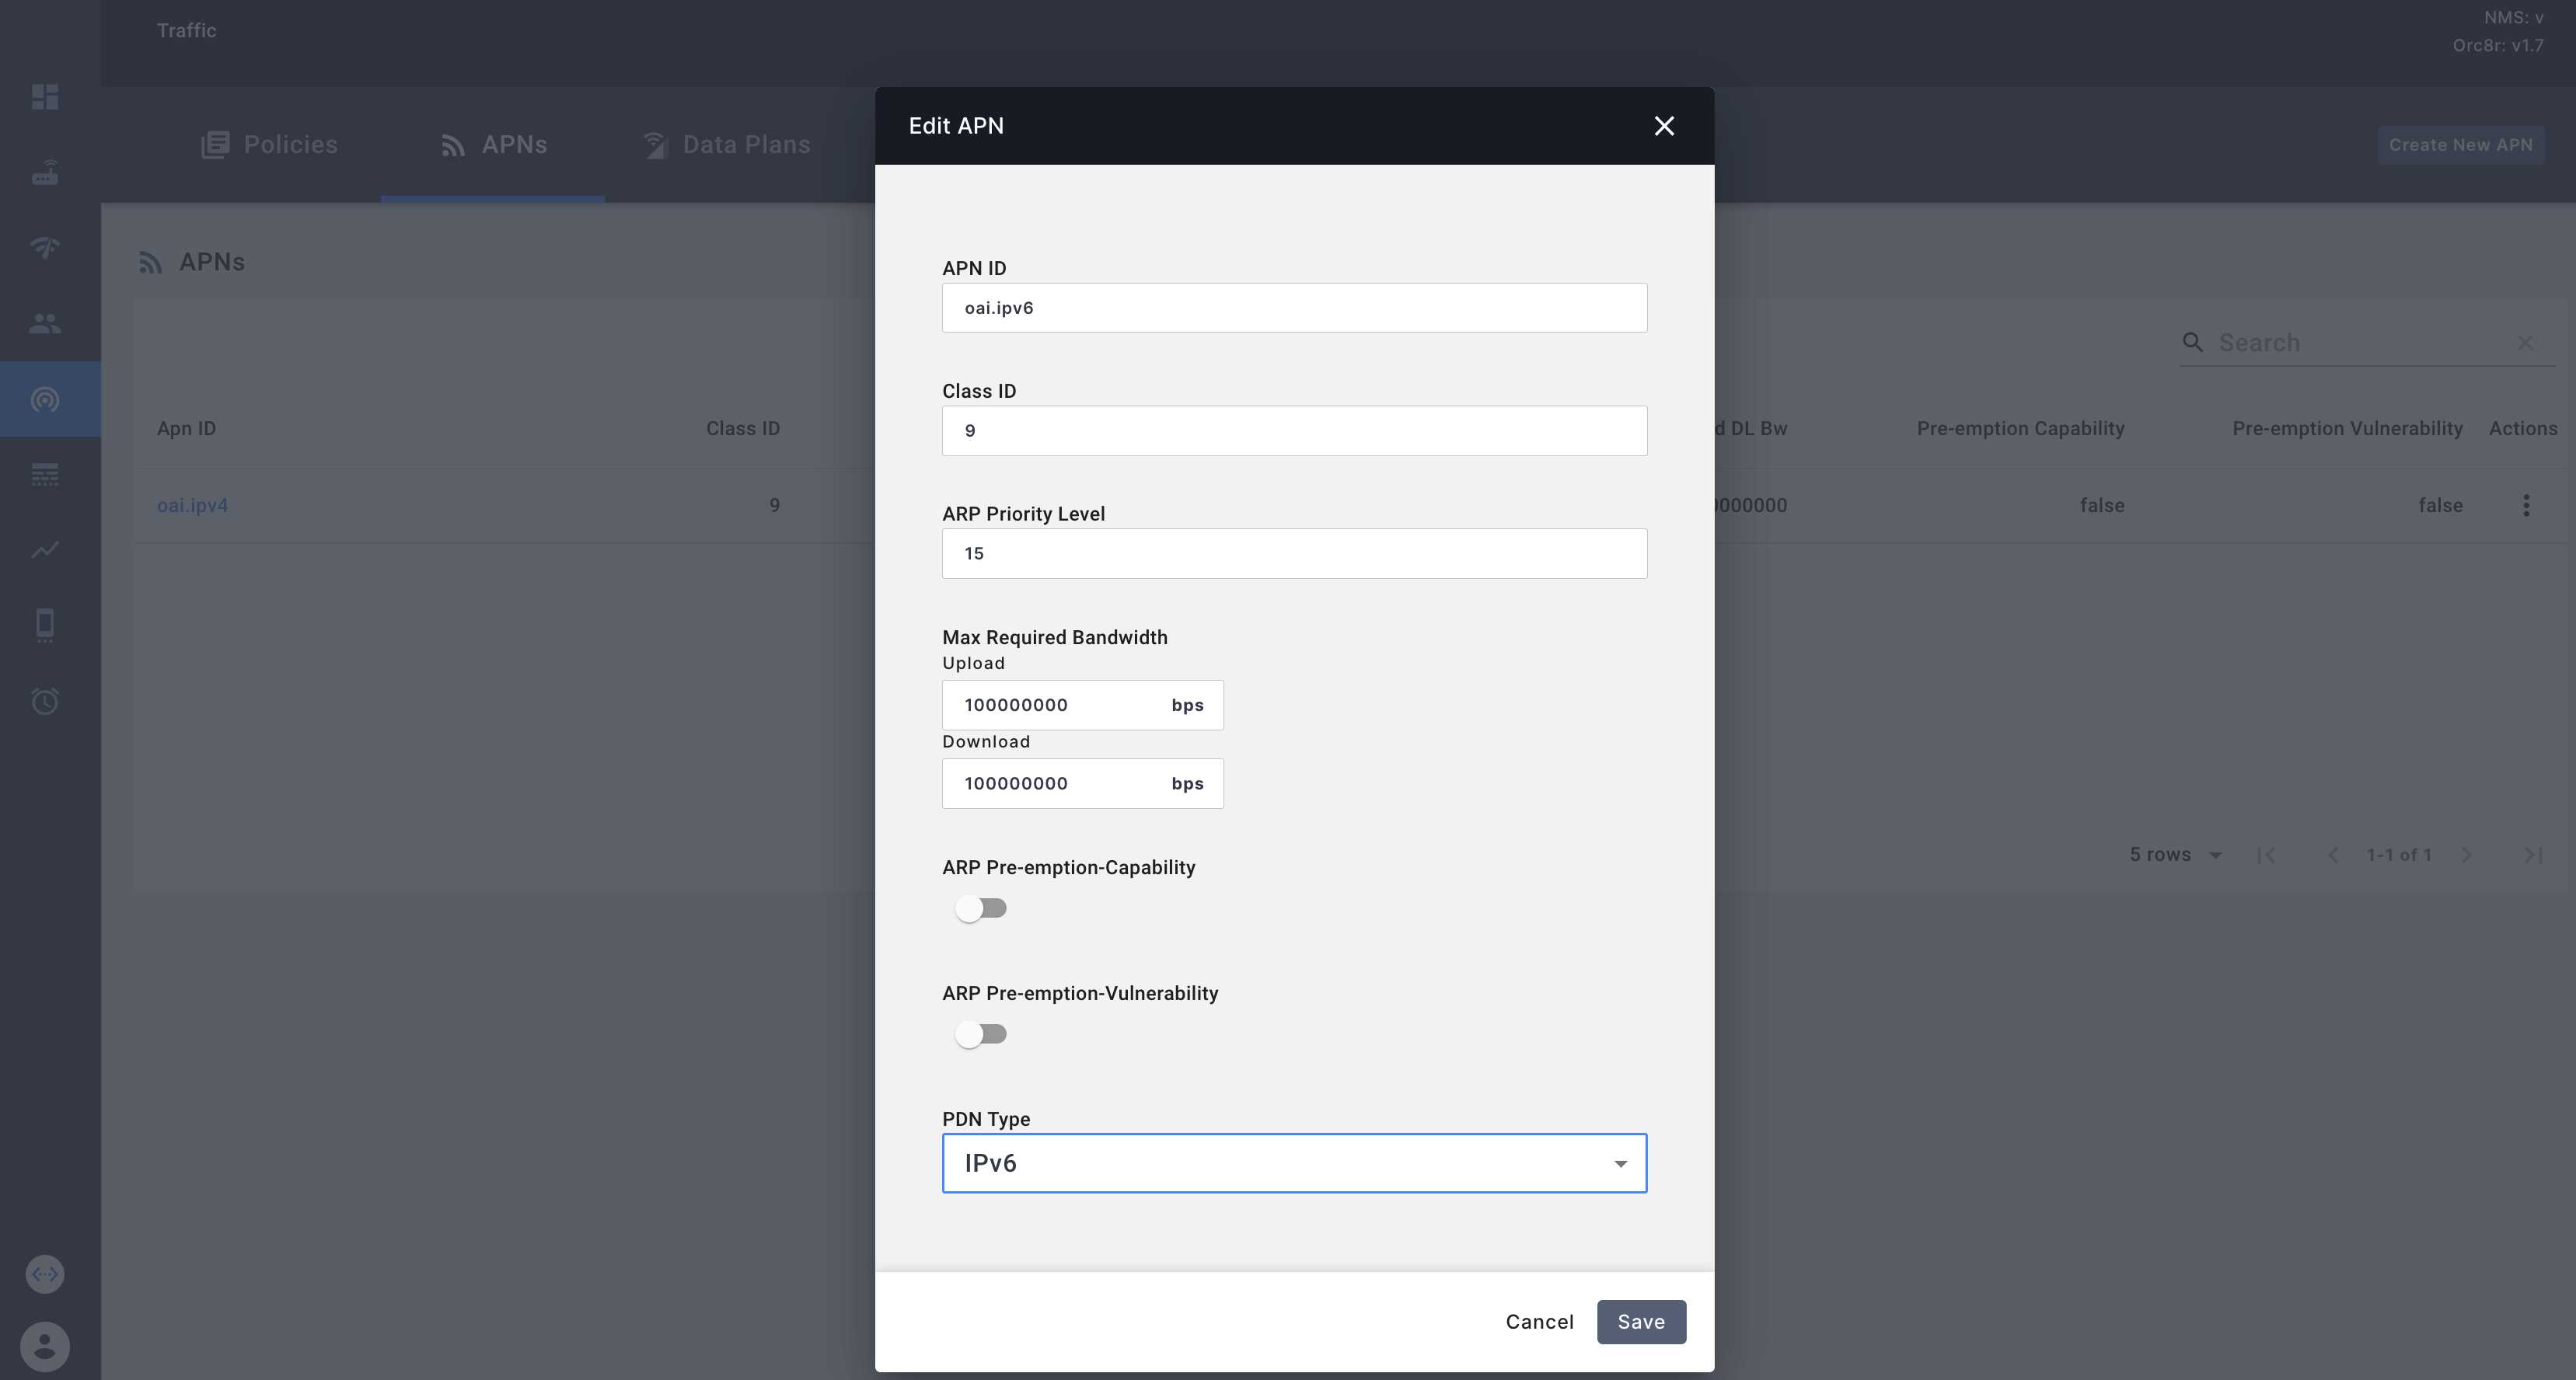 Traffic
NMS: v
Orc8r: v1.7
Policies
APNs
Data Plans
Create New APN
APNs
Search
Apn ID
Class ID
d DL Bw
Pre-emption Capability
Pre-emption Vulnerability
Actions
oai.ipv4
9
0000000
false
false
5 rows
1-1 of 1
Edit APN
APN ID
oai.ipv6
Class ID
9
ARP Priority Level
15
Max Required Bandwidth
Upload
100000000 bps
Download
100000000 bps
ARP Pre-emption-Capability
ARP Pre-emption-Vulnerability
PDN Type
IPv6
Cancel
Save